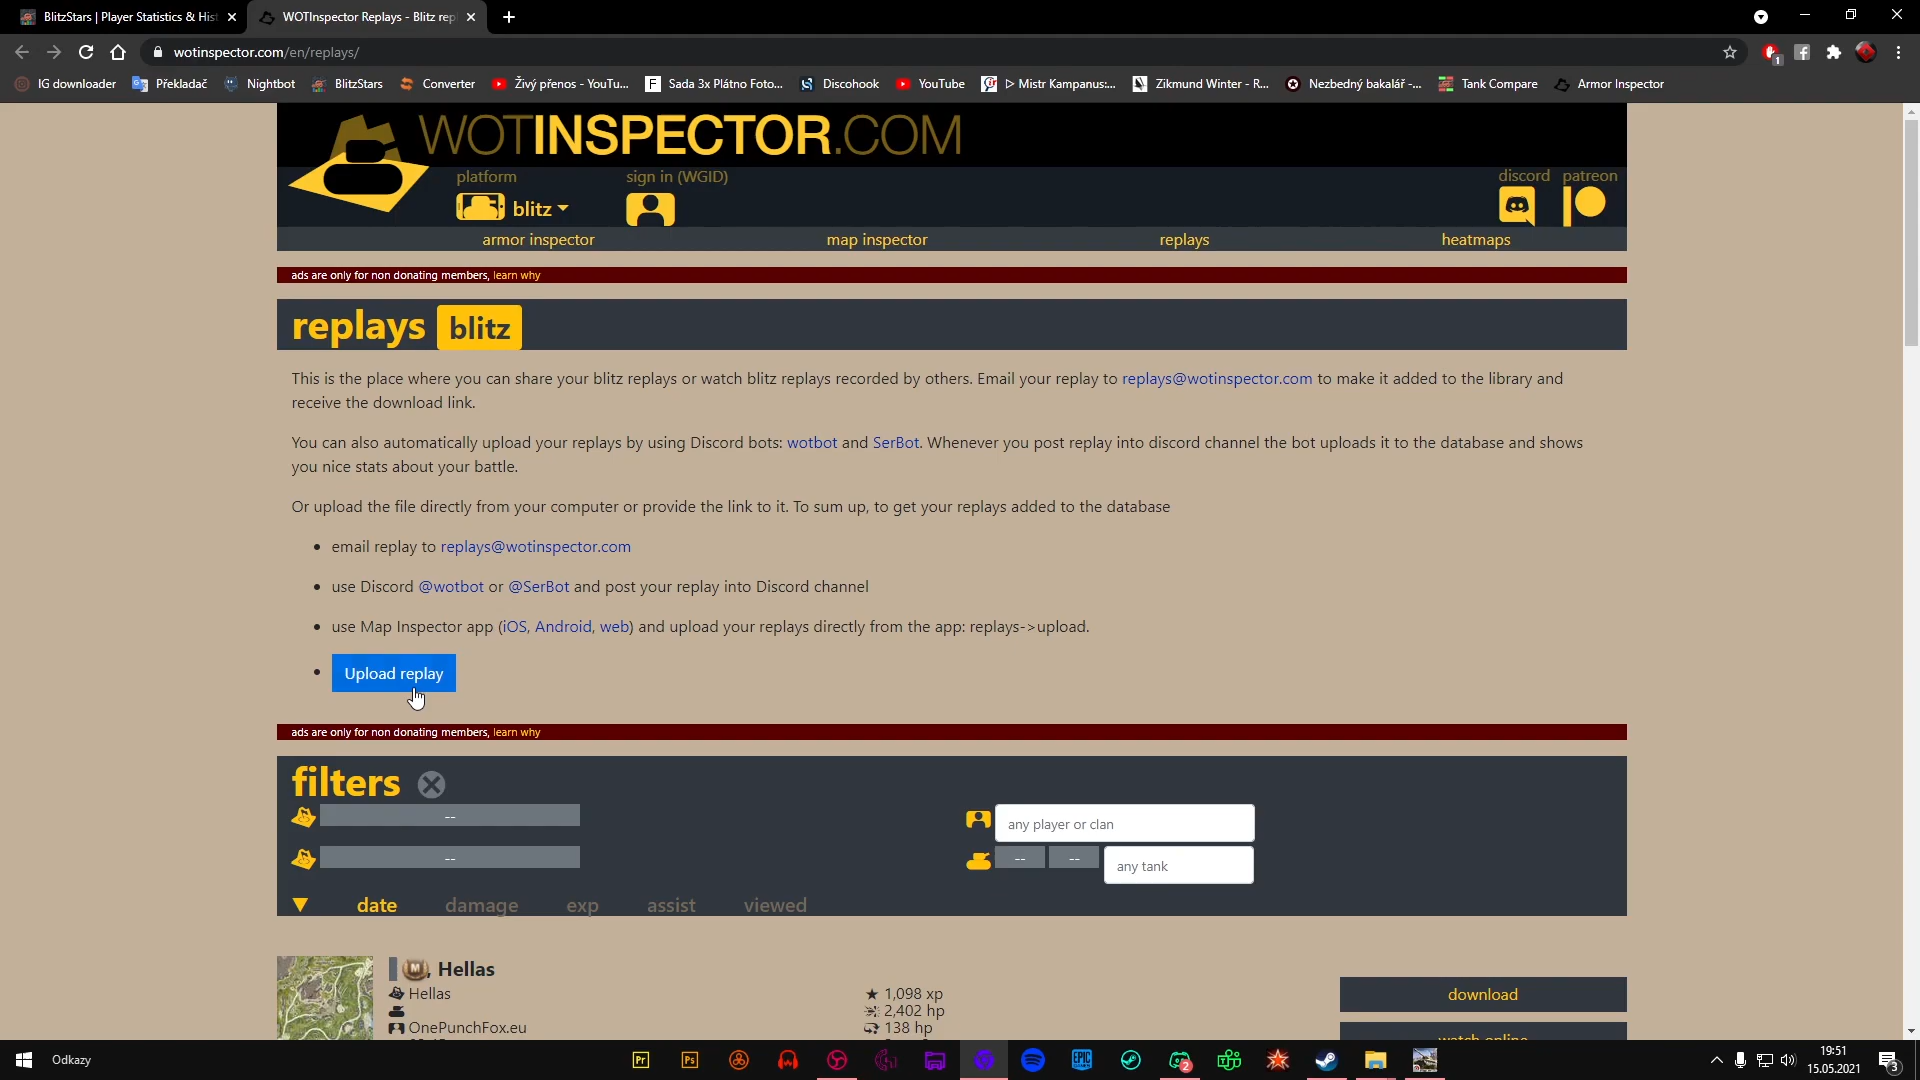 BlitzStars | Player Statistics & Hist
WOTInspector Replays - Blitz rep
wotinspector.com/en/replays/
1
IG downloader
Překladač
Nightbot
BlitzStars
Converter
Živý přenos - YouTu...
Sada 3x Plátno Foto...
Discohook
YouTube
ᐅ Mistr Kampanus:...
Zikmund Winter - R...
Nezbedný bakalář -...
Tank Compare
Armor Inspector
WOTINSPECTOR.COM
platform
sign in (WGID)
discord
patreon
blitz
armor inspector
map inspector
replays
heatmaps
ads are only for non donating members, learn why
replays blitz
This is the place where you can share your blitz replays or watch blitz replays recorded by others. Email your replay to replays@wotinspector.com to make it added to the library and
receive the download link.
You can also automatically upload your replays by using Discord bots: wotbot and SerBot. Whenever you post replay into discord channel the bot uploads it to the database and shows
you nice stats about your battle.
Or upload the file directly from your computer or provide the link to it. To sum up, to get your replays added to the database
• email replay to replays@wotinspector.com
• use Discord @wotbot or @SerBot and post your replay into Discord channel
• use Map Inspector app (iOS, Android, web) and upload your replays directly from the app: replays->upload.
• Upload replay
ads are only for non donating members, learn why
filters
--
any player or clan
--
--
--
any tank
▼ date damage exp assist viewed
M, Hellas
Hellas
1,098 xp
download
2,402 hp
OnePunchFox.eu
138 hp
Odkazy
Pr
Ps
EPIC
GAMES
2
19:51
15.05.2021
3